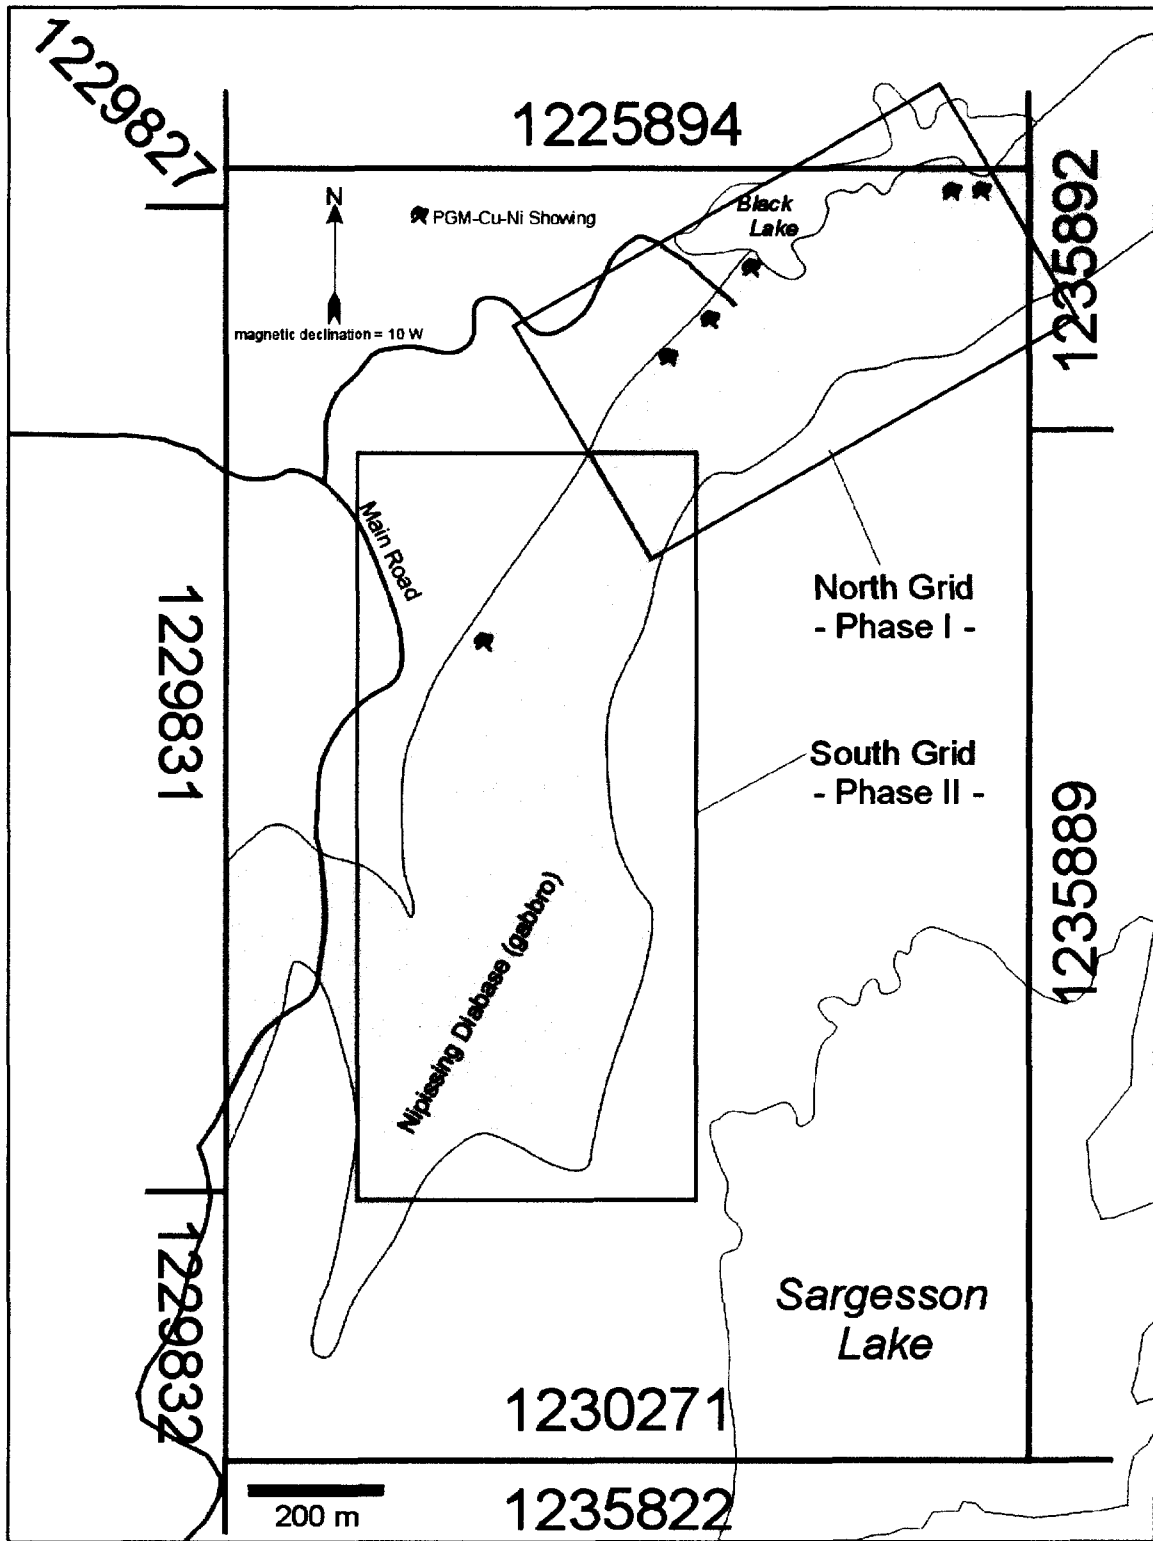 1229827
1225894
1235892
N
PGM-Cu-Ni Showing
magnetic declination = 10 W
Black
Lake
Main Road
North Grid
- Phase I -
1229831
South Grid
- Phase II -
1235889
Nipissing Diabase (gabbro)
1229832
Sargesson
Lake
1230271
200 m
1235822